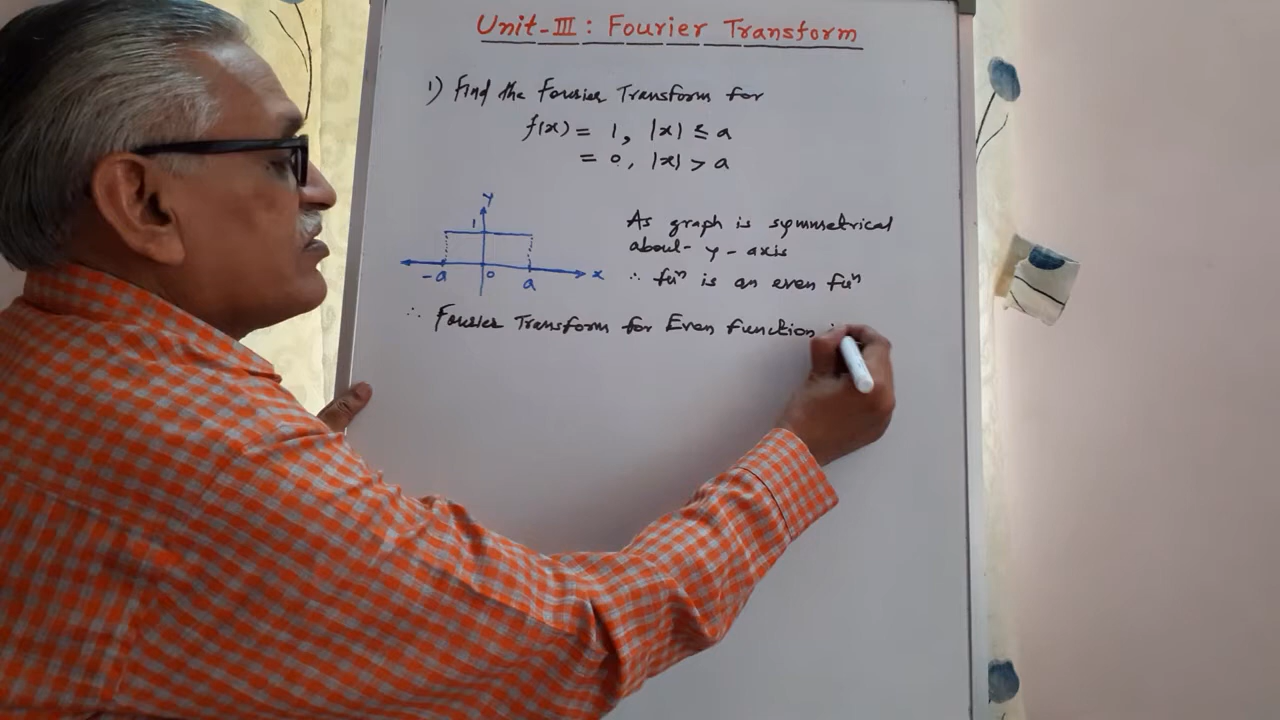 Unit-III : Fourier Transform
1) Find the Fourier Transform for
f(x) = 1, |x| ≤ a
= 0, |x| > a
y
1
-a 0 a x
As graph is symmetrical
about y-axis
∴ fuⁿ is an even fuⁿ
∴ Fourier Transform for Even Function